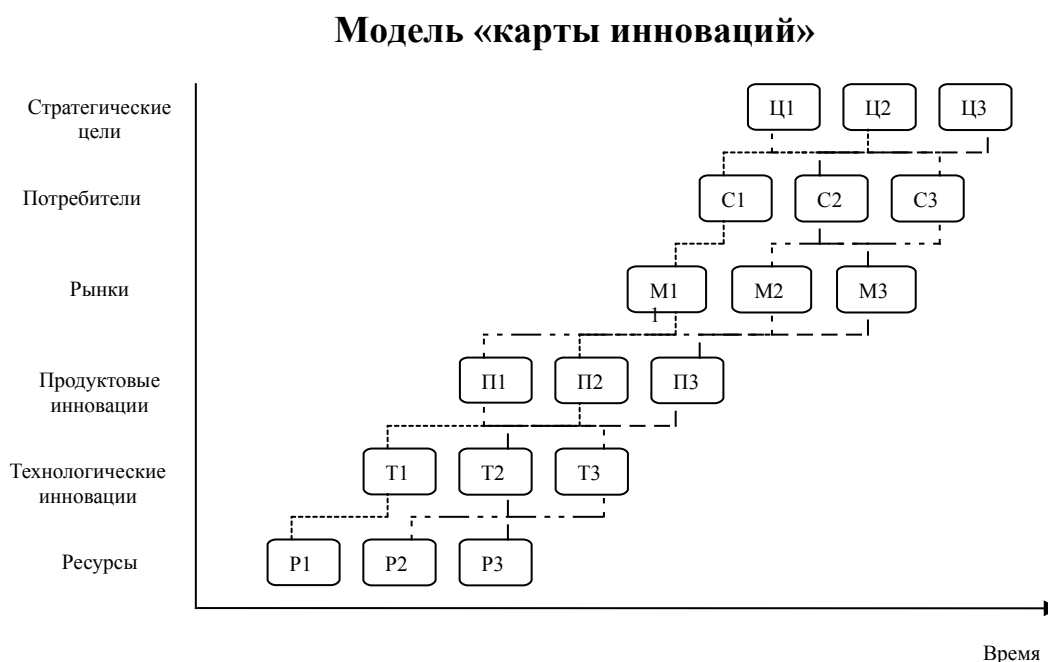 Модель «карты инноваций»
Стратегические
цели
Ц1 Ц2 Ц3
Потребители
С1 С2 С3
Рынки
М1 М2 М3
1
Продуктовые
инновации
П1 П2 П3
Технологические
инновации
Т1 Т2 Т3
Ресурсы
Р1 Р2 Р3
Время